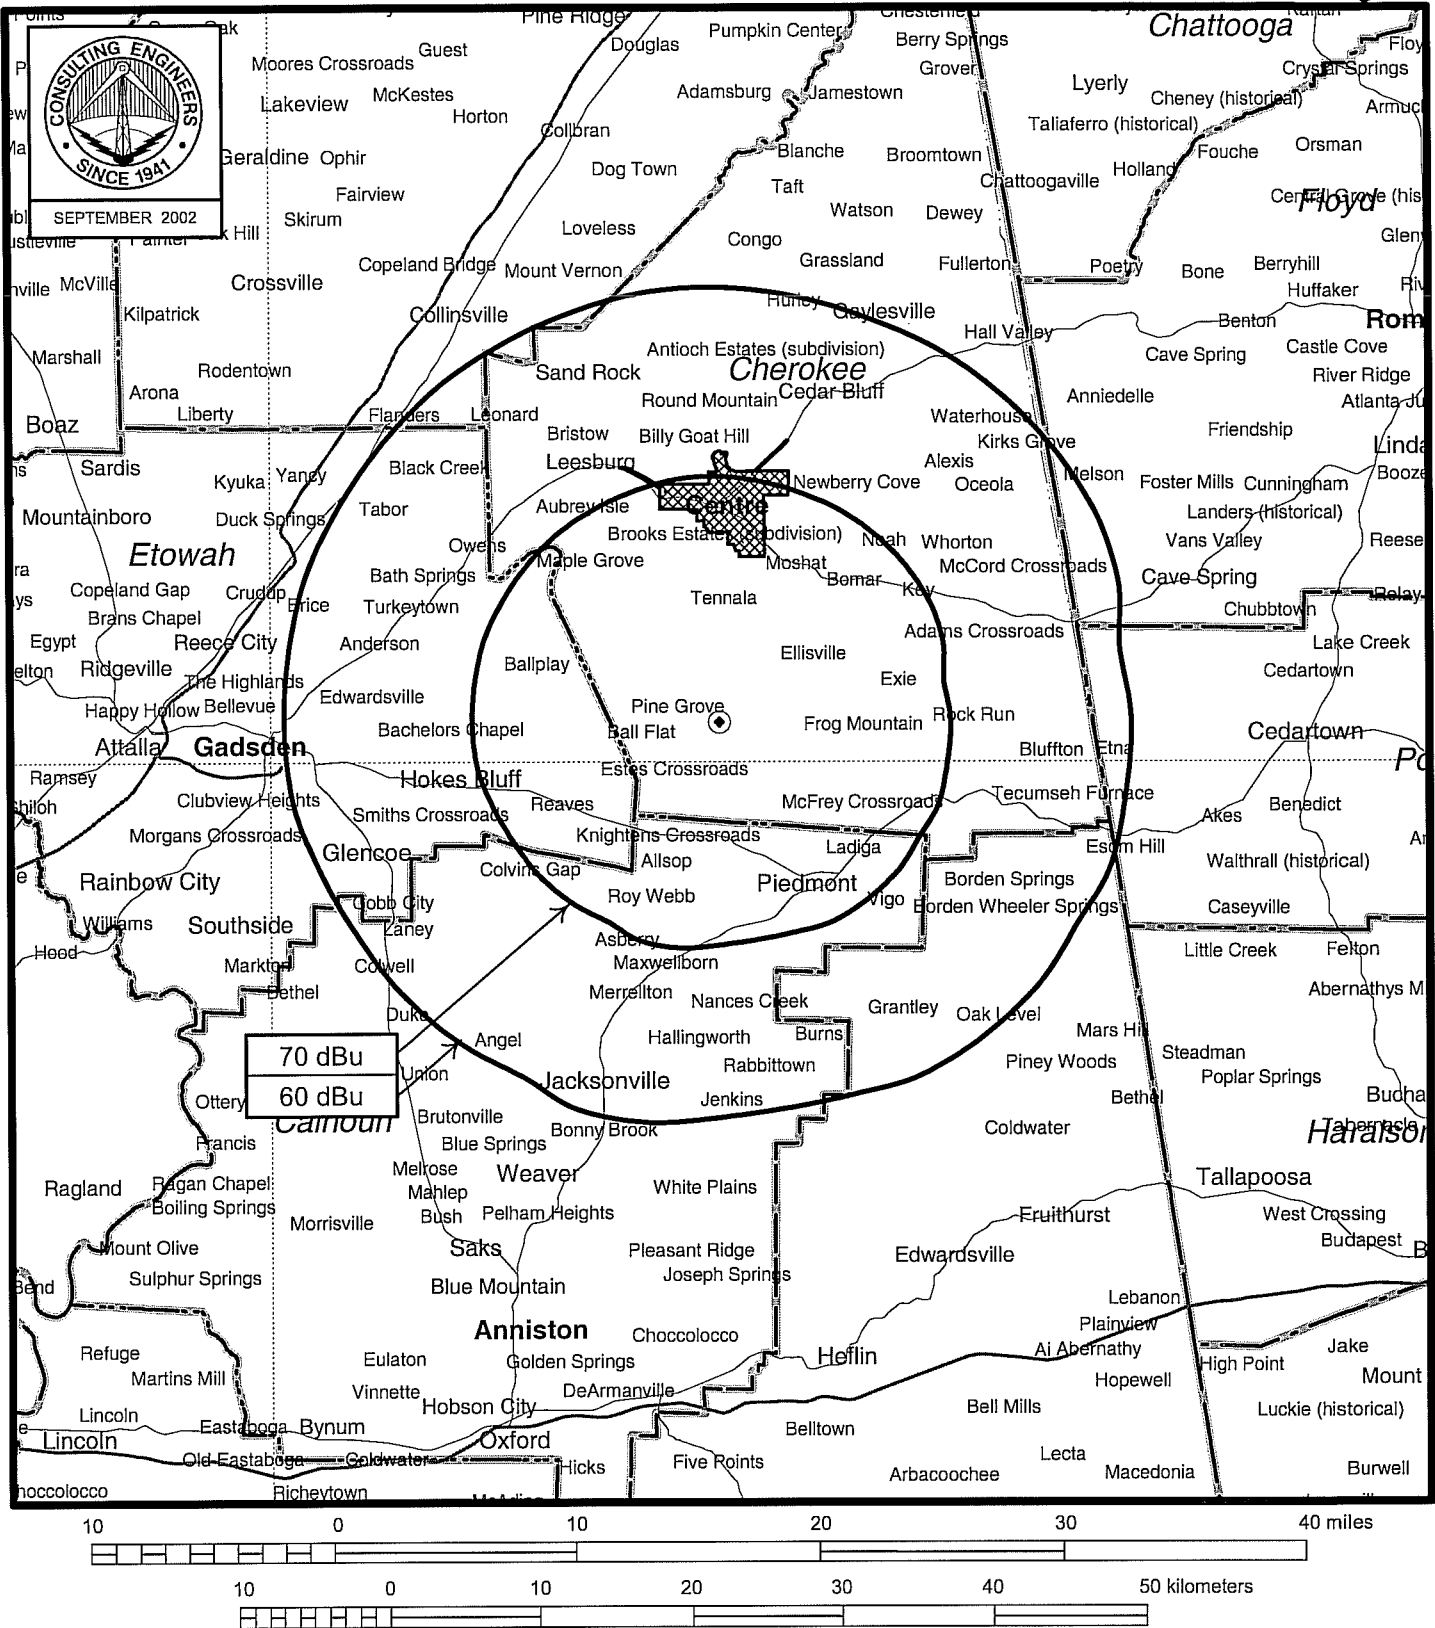 Pine Ridge
Chesterfield
Chattooga
Guest
Douglas
Pumpkin Center
Berry Springs
CONSULTING ENGINEERS
SINCE 1941
SEPTEMBER 2002
Moores Crossroads
Grover
Crystal Springs
Lakeview
McKestes
Horton
Adamsburg
Jamestown
Lyerly
Cheney (historical)
Collbran
Taliaferro (historical)
Geraldine
Ophir
Dog Town
Blanche
Broomtown
Fouche
Orsman
Fairview
Taft
Chattoogaville
Holland
Skirum
Watson
Dewey
Floyd
Loveless
Congo
Copeland Bridge
Mount Vernon
Grassland
Fullerton
Poetry
Bone
Berryhill
McVille
Crossville
Huffaker
Kilpatrick
Collinsville
Hurley
Gaylesville
Hall Valley
Benton
Marshall
Rodentown
Antioch Estates (subdivision)
Cave Spring
Castle Cove
Sand Rock
Cherokee
River Ridge
Arona
Round Mountain
Cedar Bluff
Anniedelle
Boaz
Liberty
Flanders
Leonard
Waterhouse
Bristow
Billy Goat Hill
Kirks Grove
Friendship
Sardis
Kyuka
Yancy
Black Creek
Leesburg
Alexis
Melson
Newberry Cove
Oceola
Foster Mills
Cunningham
Mountainboro
Duck Springs
Tabor
Aubrey Isle
Centre
Landers (historical)
Etowah
Owens
Brooks Estates (subdivision)
Noah
Whorton
Vans Valley
Reese
Copeland Gap
Crudup
Bath Springs
Maple Grove
Moshat
McCord Crossroads
Cave Spring
Brans Chapel
Price
Turkeytown
Tennala
Bomar
Key
Chubbtown
Relay
Egypt
Reece City
Anderson
Adams Crossroads
Lake Creek
Ridgeville
The Highlands
Ballplay
Ellisville
Exie
Cedartown
Happy Hollow
Bellevue
Edwardsville
Pine Grove
Attalla
Gadsden
Bachelors Chapel
Ball Flat
Frog Mountain
Rock Run
Cedartown
Ramsey
Hokes Bluff
Estes Crossroads
Bluffton
Etna
Clubview Heights
Smiths Crossroads
Reaves
McFrey Crossroads
Tecumseh Furnace
Akes
Benedict
Morgans Crossroads
Knightens Crossroads
Ladiga
Esom Hill
Glencoe
Colvins Gap
Allsop
Walthrall (historical)
Rainbow City
Cobb City
Roy Webb
Piedmont
Vigo
Borden Springs
Borden Wheeler Springs
Caseyville
Williams
Southside
Laney
Asberry
Hood
Markton
Colwell
Maxwellborn
Little Creek
Felton
Bethel
Merrellton
Nances Creek
Grantley
Oak Level
Duke
Angel
Hallingworth
Burns
Mars Hill
70 dBu
60 dBu
Union
Rabbittown
Piney Woods
Steadman
Ottery
Jacksonville
Jenkins
Bethel
Poplar Springs
Calhoun
Brutonville
Bonny Brook
Coldwater
Tabernacle
Francis
Blue Springs
Ragland
Ragan Chapel
Melrose
Weaver
White Plains
Tallapoosa
Boiling Springs
Mahlep
Morrisville
Bush
Pelham Heights
Fruithurst
West Crossing
Mount Olive
Saks
Pleasant Ridge
Edwardsville
Budapest
Sulphur Springs
Blue Mountain
Joseph Springs
Lebanon
Anniston
Choccolocco
Plainview
Refuge
Eulaton
Golden Springs
Heflin
Ai Abernathy
High Point
Jake
Martins Mill
Vinnette
DeArmanville
Hopewell
Mount
Lincoln
Hobson City
Bell Mills
Luckie (historical)
Lincoln
Eastaboga
Bynum
Oxford
Belltown
Old Eastaboga
Coldwater
Hicks
Five Points
Arbacoochee
Lecta
Macedonia
Burwell
Richeytown
10 0 10 20 30 40 miles
10 0 10 20 30 40 50 kilometers